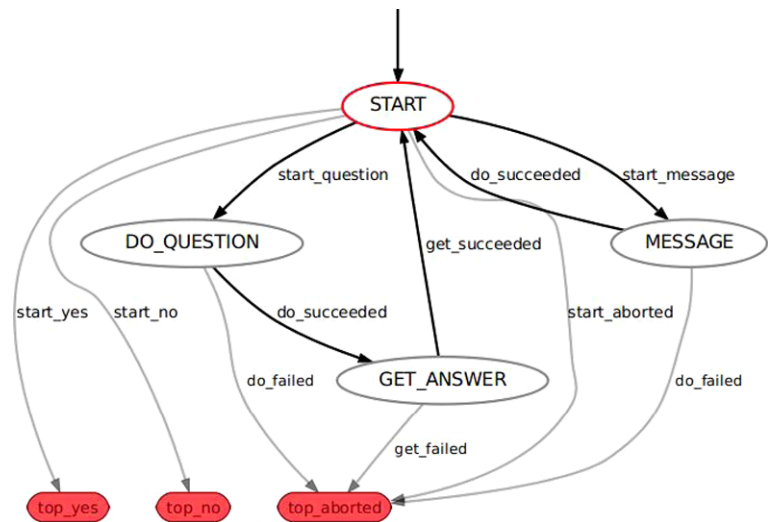 START
start_question
do_succeeded
start_message
DO_QUESTION
get_succeeded
MESSAGE
start_yes
start_no
do_succeeded
start_aborted
do_failed
GET_ANSWER
do_failed
get_failed
top_yes
top_no
top_aborted